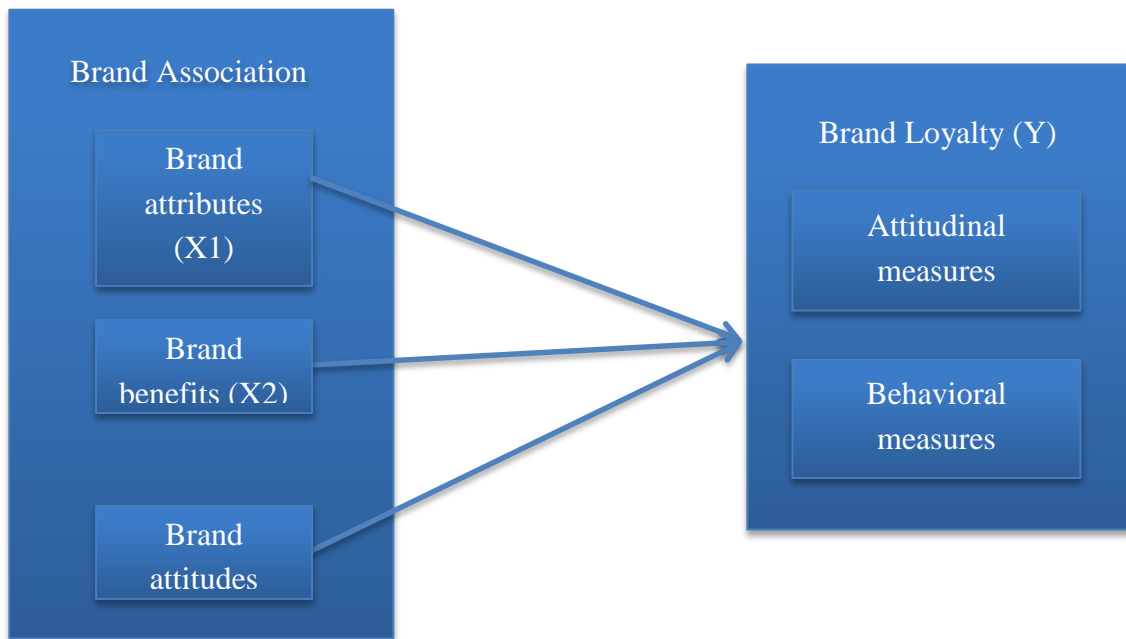 Brand Association
Brand
attributes
(X1)
Brand
benefits (X2)
Brand
attitudes
Brand Loyalty (Y)
Attitudinal
measures
Behavioral
measures